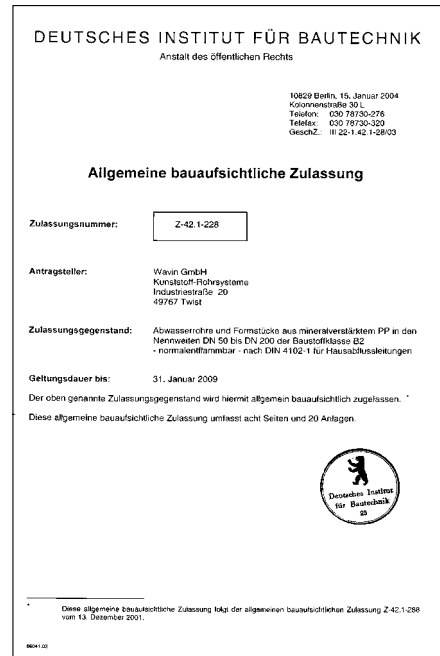 DEUTSCHES INSTITUT FÜR BAUTECHNIK
Anstalt des öffentlichen Rechts
10829 Berlin, 15. Januar 2004
Kolonnenstraße 30 L
Telefon: 030 78730-276
Telefax: 030 78730-320
GeschZ.: III 22-1.42.1-28/03
Allgemeine bauaufsichtliche Zulassung
Zulassungsnummer: Z-42.1-228
Antragsteller: Wavin GmbH
Kunststoff-Rohrsysteme
Industriestraße 20
49767 Twist
Zulassungsgegenstand: Abwasserrohre und Formstücke aus mineralverstärktem PP in den
Nennweiten DN 50 bis DN 200 der Baustoffklasse B2
- normalentflammbar - nach DIN 4102-1 für Hausabflussleitungen
Geltungsdauer bis: 31. Januar 2009
Der oben genannte Zulassungsgegenstand wird hiermit allgemein bauaufsichtlich zugelassen. *
Diese allgemeine bauaufsichtliche Zulassung umfasst acht Seiten und 20 Anlagen.
Deutsches Institut
für Bautechnik
23
* Diese allgemeine bauaufsichtliche Zulassung folgt der allgemeinen bauaufsichtlichen Zulassung Z-42.1-288
vom 13. Dezember 2001.